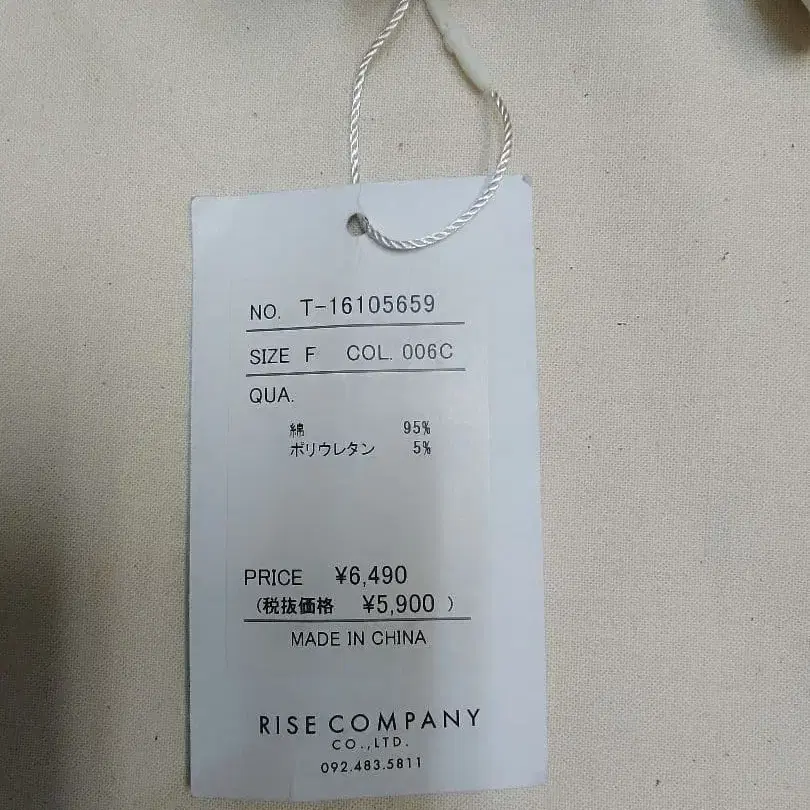 NO. T-16105659
SIZE F COL. 006C
QUA.
綿 95%
ポリウレタン 5%
PRICE ¥6,490
(税抜価格 ¥5,900 )
MADE IN CHINA
RISE COMPANY
CO.,LTD.
092.483.5811